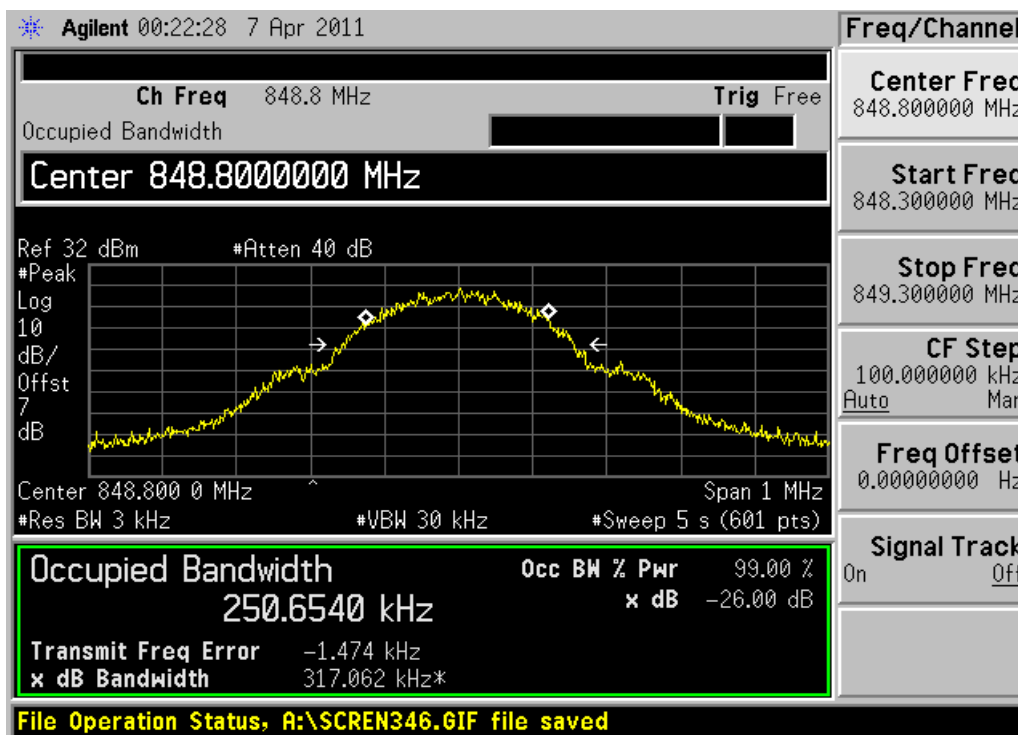 Agilent 00:22:28 7 Apr 2011
Freq/Channel
Ch Freq 848.8 MHz Trig Free
Occupied Bandwidth
Center 848.8000000 MHz
Ref 32 dBm #Atten 40 dB
#Peak
Log
10
dB/
Offst
7
dB
Center 848.800 0 MHz ^ Span 1 MHz
#Res BW 3 kHz #VBW 30 kHz #Sweep 5 s (601 pts)
Occupied Bandwidth
250.6540 kHz
Occ BW % Pwr 99.00 %
x dB -26.00 dB
Transmit Freq Error -1.474 kHz
x dB Bandwidth 317.062 kHz*
File Operation Status, A:\SCREN346.GIF file saved
Center Freq
848.800000 MHz
Start Freq
848.300000 MHz
Stop Freq
849.300000 MHz
CF Step
100.000000 kHz
Auto Man
Freq Offset
0.00000000 Hz
Signal Track
On Off